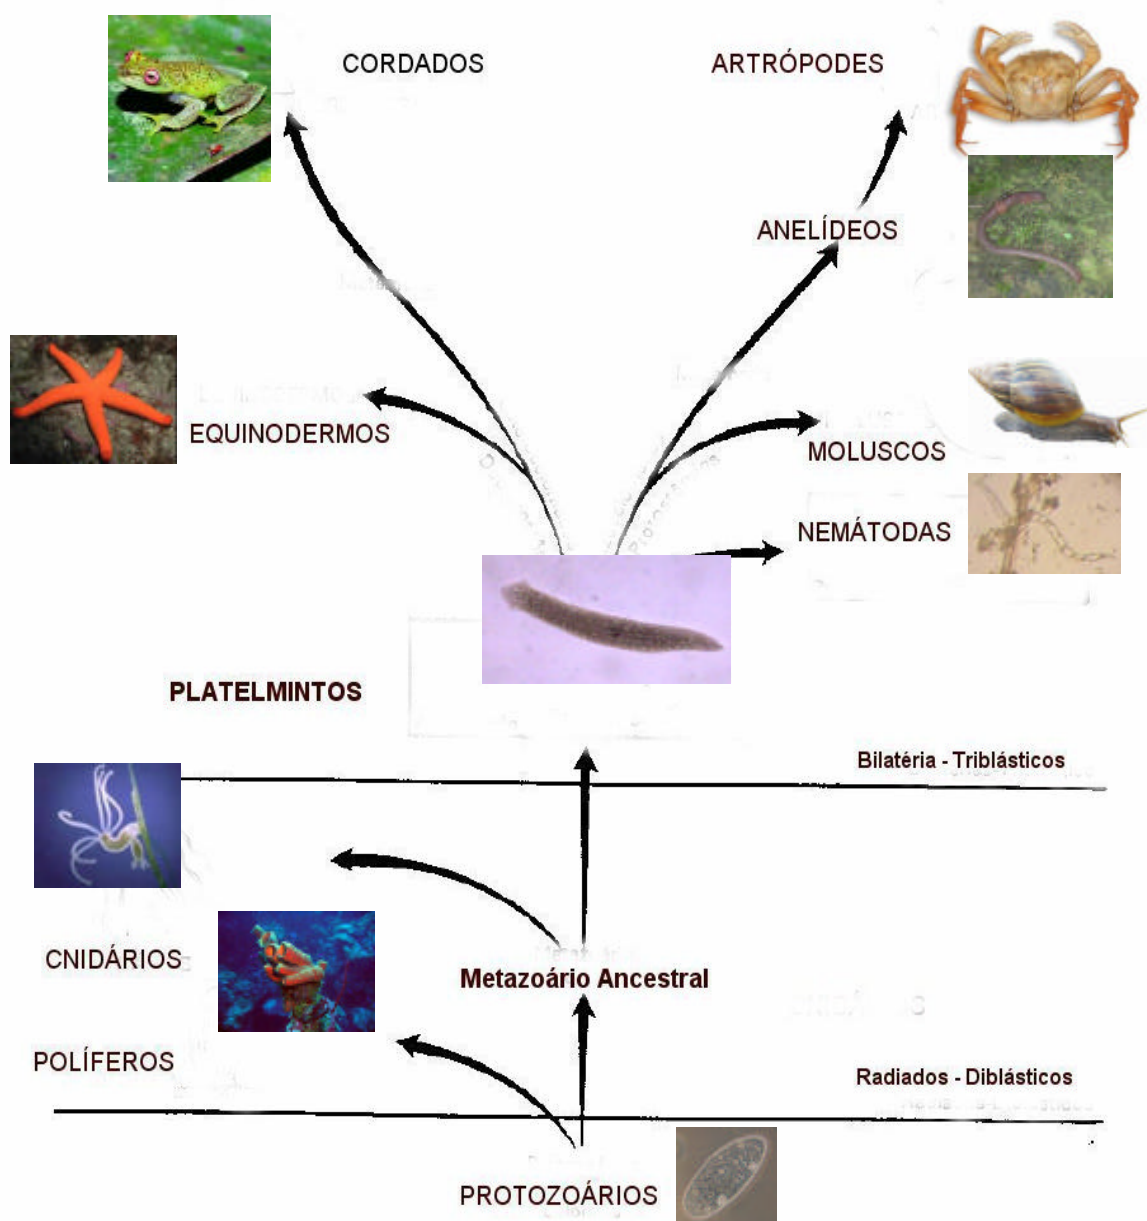 CORDADOS
ARTRÓPODES
ANELÍDEOS
EQUINODERMOS
MOLUSCOS
NEMÁTODAS
PLATELMINTOS
Bilatéria - Triblásticos
CNIDÁRIOS
Metazoário Ancestral
POLÍFEROS
Radiados - Diblásticos
PROTOZOÁRIOS